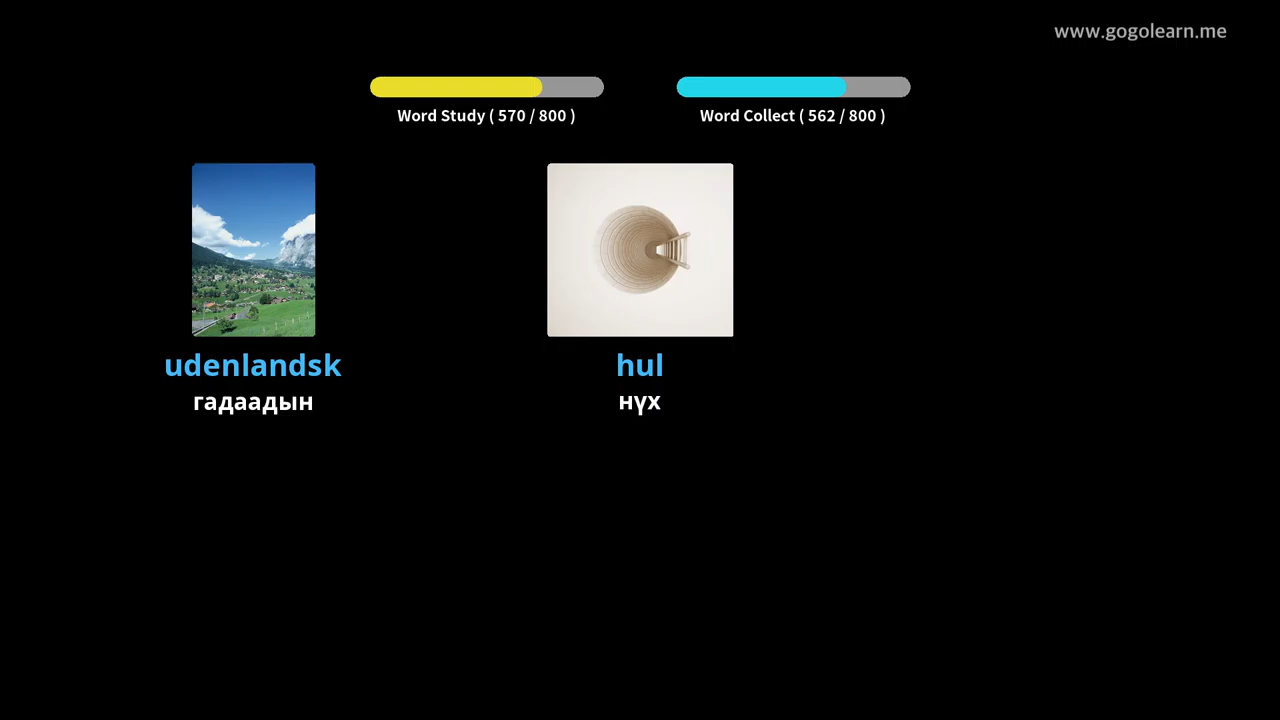 www.gogolearn.me
Word Study ( 570 / 800 )
Word Collect ( 562 / 800 )
udenlandsk
гадаадын
hul
нүх